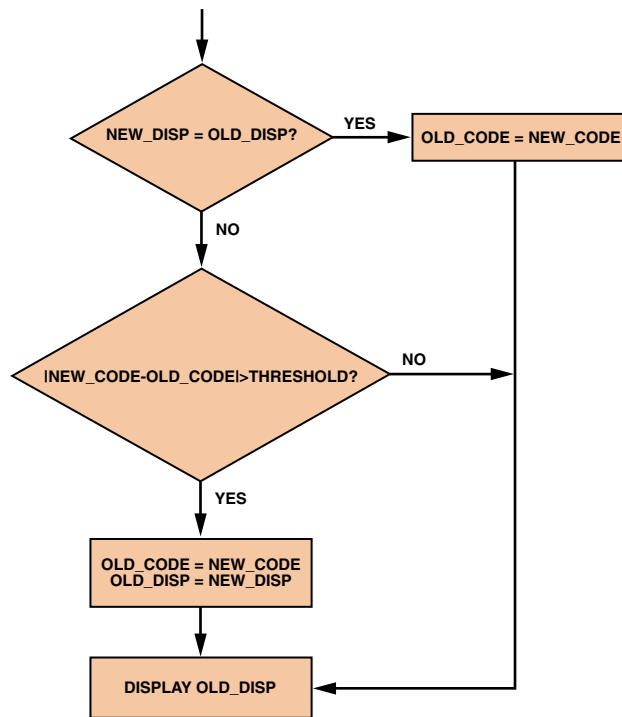 NEW_DISP = OLD_DISP?
YES
OLD_CODE = NEW_CODE
NO
|NEW_CODE-OLD_CODE|>THRESHOLD?
NO
YES
OLD_CODE = NEW_CODE
OLD_DISP = NEW_DISP
DISPLAY OLD_DISP